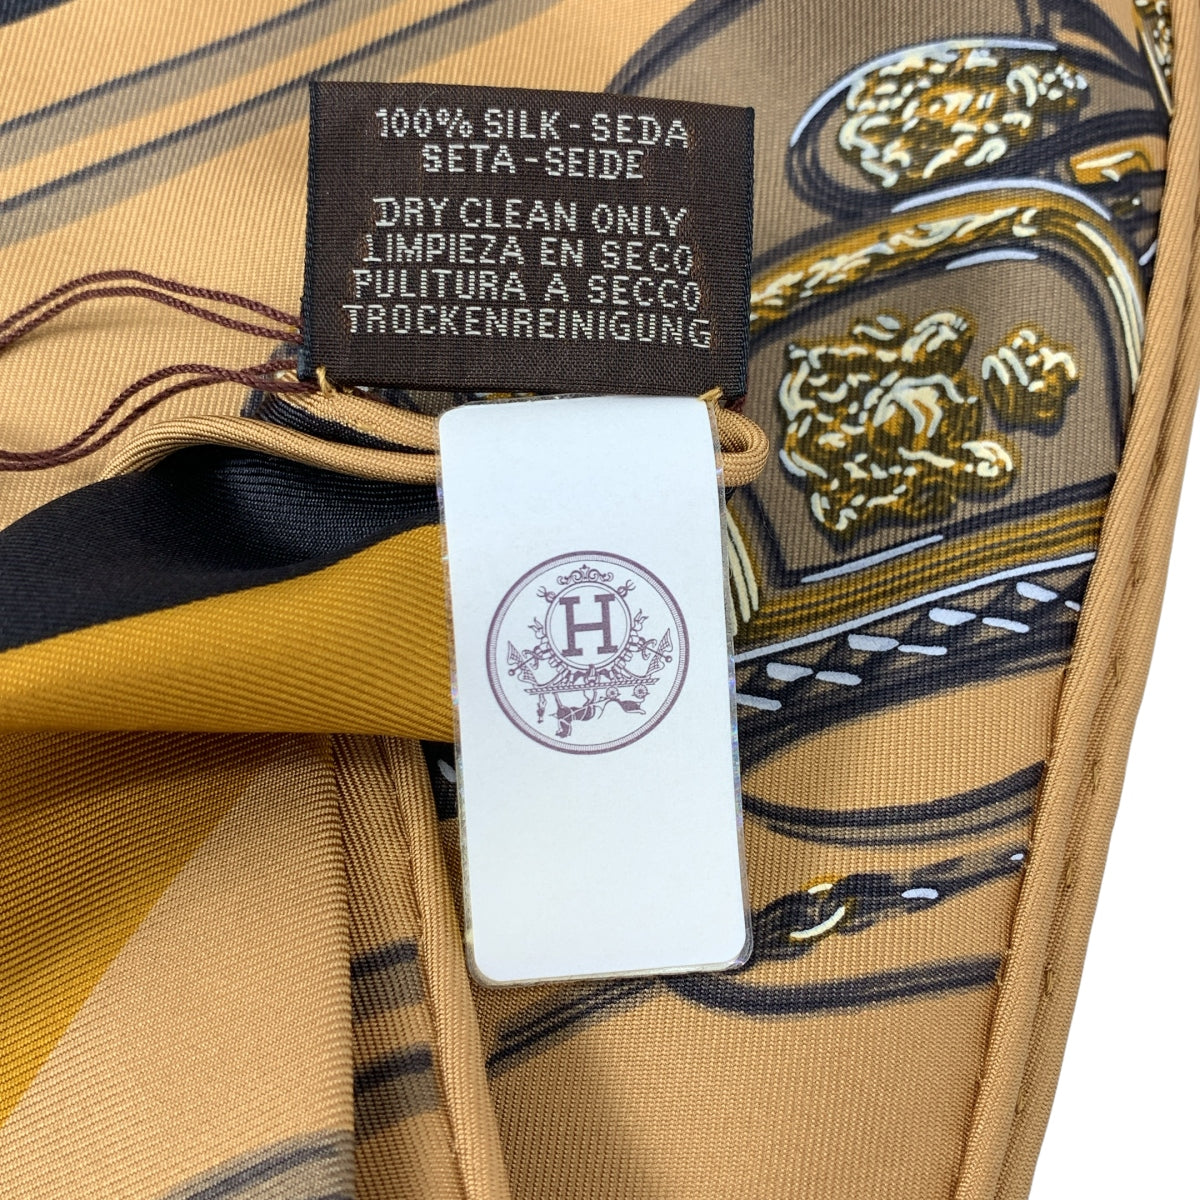 100% SILK - SEDA
SETA - SEIDE
DRY CLEAN ONLY
LIMPIEZA EN SECO
PULITURA A SECCO
TROCKENREINIGUNG
H